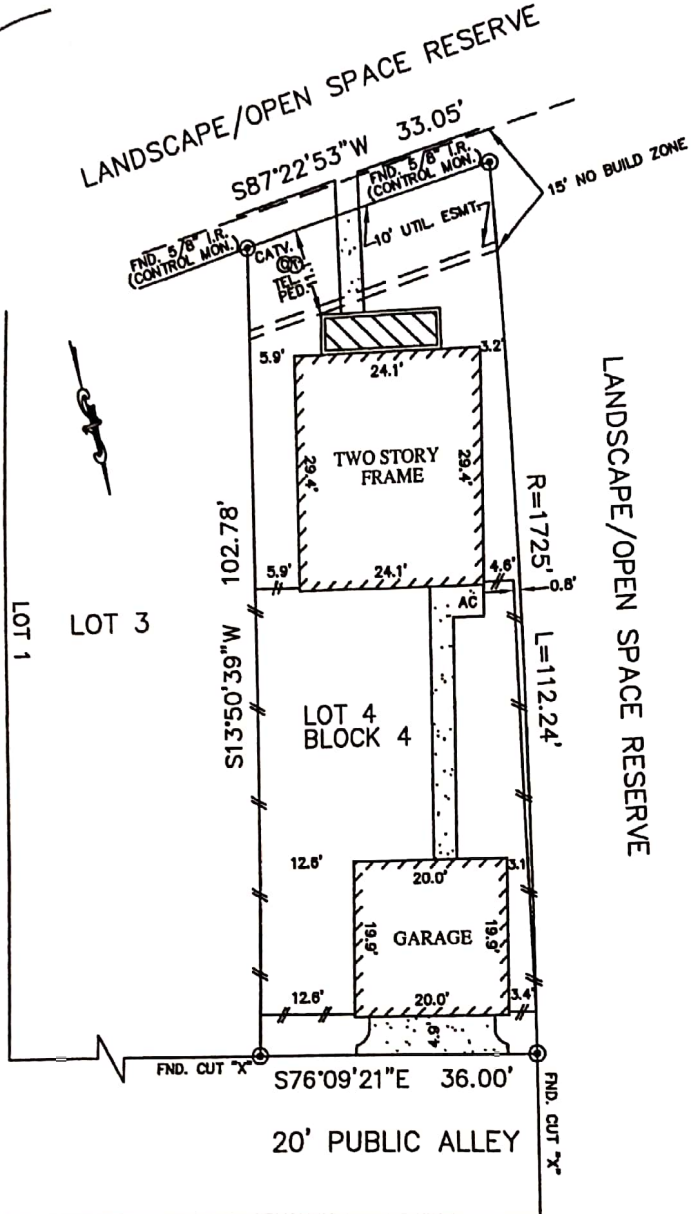 LANDSCAPE/OPEN SPACE RESERVE
S87°22'53"W 33.05'
FND. 5/8" I.R.
(CONTROL MON.)
15' NO BUILD ZONE
FND. 5/8" I.R.
(CONTROL MON.)
10' UTIL. ESMT.
CATV.
C T
TEL.
PED.
5.9'
24.1'
3.2'
TWO STORY
FRAME
29.4'
29.4'
LANDSCAPE/OPEN SPACE RESERVE
R=1725' L=112.24'
S13°50'39"W 102.78'
5.9'
24.1'
4.6'
0.8'
AC
LOT 1
LOT 3
LOT 4
BLOCK 4
12.6'
20.0'
3.1'
19.9'
GARAGE
19.9'
12.6'
20.0'
3.4'
4.9'
FND. CUT "X"
S76°09'21"E 36.00'
FND. CUT "X"
20' PUBLIC ALLEY